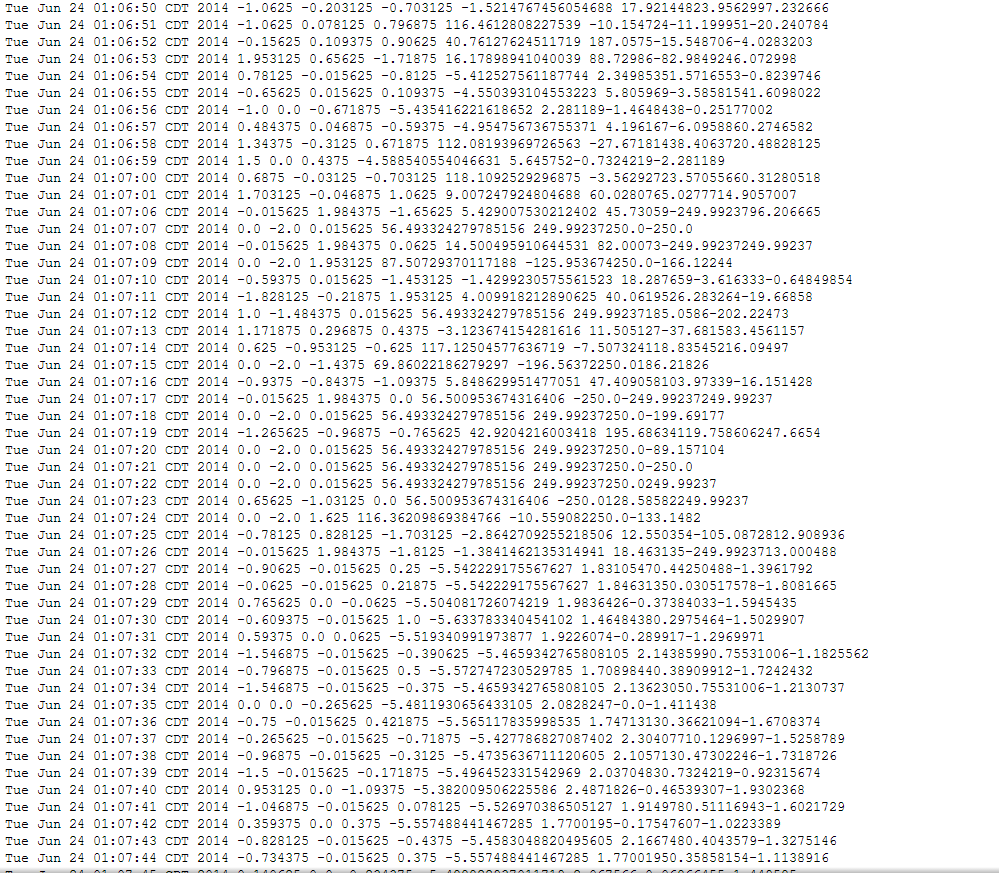 Tue Jun 24 01:06:50 CDT 2014 -1.0625 -0.203125 -0.703125 -1.5214767456054688 17.92144823.9562997.232666
Tue Jun 24 01:06:51 CDT 2014 -1.0625 0.078125 0.796875 116.4612808227539 -10.154724-11.199951-20.240784
Tue Jun 24 01:06:52 CDT 2014 -0.15625 0.109375 0.90625 40.76127624511719 187.0575-15.548706-4.0283203
Tue Jun 24 01:06:53 CDT 2014 1.953125 0.65625 -1.71875 16.17898941040039 88.72986-82.9849246.072998
Tue Jun 24 01:06:54 CDT 2014 0.78125 -0.015625 -0.8125 -5.412527561187744 2.34985351.5716553-0.8239746
Tue Jun 24 01:06:55 CDT 2014 -0.65625 0.015625 0.109375 -4.550393104553223 5.805969-3.58581541.6098022
Tue Jun 24 01:06:56 CDT 2014 -1.0 0.0 -0.671875 -5.435416221618652 2.281189-1.4648438-0.25177002
Tue Jun 24 01:06:57 CDT 2014 0.484375 0.046875 -0.59375 -4.954756736755371 4.196167-6.0958860.2746582
Tue Jun 24 01:06:58 CDT 2014 1.34375 -0.3125 0.671875 112.08193969726563 -27.67181438.4063720.48828125
Tue Jun 24 01:06:59 CDT 2014 1.5 0.0 0.4375 -4.588540554046631 5.645752-0.7324219-2.281189
Tue Jun 24 01:07:00 CDT 2014 0.6875 -0.03125 -0.703125 118.1092529296875 -3.56292723.57055660.31280518
Tue Jun 24 01:07:01 CDT 2014 1.703125 -0.046875 1.0625 9.007247924804688 60.0280765.0277714.9057007
Tue Jun 24 01:07:06 CDT 2014 -0.015625 1.984375 -1.65625 5.429007530212402 45.73059-249.9923796.206665
Tue Jun 24 01:07:07 CDT 2014 0.0 -2.0 0.015625 56.493324279785156 249.99237250.0-250.0
Tue Jun 24 01:07:08 CDT 2014 -0.015625 1.984375 0.0625 14.500495910644531 82.00073-249.99237249.99237
Tue Jun 24 01:07:09 CDT 2014 0.0 -2.0 1.953125 87.50729370117188 -125.953674250.0-166.12244
Tue Jun 24 01:07:10 CDT 2014 -0.59375 0.015625 -1.453125 -1.4299230575561523 18.287659-3.616333-0.64849854
Tue Jun 24 01:07:11 CDT 2014 -1.828125 -0.21875 1.953125 4.009918212890625 40.0619526.283264-19.66858
Tue Jun 24 01:07:12 CDT 2014 1.0 -1.484375 0.015625 56.493324279785156 249.99237185.0586-202.22473
Tue Jun 24 01:07:13 CDT 2014 1.171875 0.296875 0.4375 -3.123674154281616 11.505127-37.681583.4561157
Tue Jun 24 01:07:14 CDT 2014 0.625 -0.953125 -0.625 117.12504577636719 -7.507324118.83545216.09497
Tue Jun 24 01:07:15 CDT 2014 0.0 -2.0 -1.4375 69.86022186279297 -196.56372250.0186.21826
Tue Jun 24 01:07:16 CDT 2014 -0.9375 -0.84375 -1.09375 5.848629951477051 47.409058103.97339-16.151428
Tue Jun 24 01:07:17 CDT 2014 -0.015625 1.984375 0.0 56.500953674316406 -250.0-249.99237249.99237
Tue Jun 24 01:07:18 CDT 2014 0.0 -2.0 0.015625 56.493324279785156 249.99237250.0-199.69177
Tue Jun 24 01:07:19 CDT 2014 -1.265625 -0.96875 -0.765625 42.9204216003418 195.68634119.758606247.6654
Tue Jun 24 01:07:20 CDT 2014 0.0 -2.0 0.015625 56.493324279785156 249.99237250.0-89.157104
Tue Jun 24 01:07:21 CDT 2014 0.0 -2.0 0.015625 56.493324279785156 249.99237250.0-250.0
Tue Jun 24 01:07:22 CDT 2014 0.0 -2.0 0.015625 56.493324279785156 249.99237250.0249.99237
Tue Jun 24 01:07:23 CDT 2014 0.65625 -1.03125 0.0 56.500953674316406 -250.0128.58582249.99237
Tue Jun 24 01:07:24 CDT 2014 0.0 -2.0 1.625 116.36209869384766 -10.559082250.0-133.1482
Tue Jun 24 01:07:25 CDT 2014 -0.78125 0.828125 -1.703125 -2.8642709255218506 12.550354-105.0872812.908936
Tue Jun 24 01:07:26 CDT 2014 -0.015625 1.984375 -1.8125 -1.3841462135314941 18.463135-249.9923713.000488
Tue Jun 24 01:07:27 CDT 2014 -0.90625 -0.015625 0.25 -5.542229175567627 1.83105470.44250488-1.3961792
Tue Jun 24 01:07:28 CDT 2014 -0.0625 -0.015625 0.21875 -5.542229175567627 1.84631350.030517578-1.8081665
Tue Jun 24 01:07:29 CDT 2014 0.765625 0.0 -0.0625 -5.504081726074219 1.9836426-0.37384033-1.5945435
Tue Jun 24 01:07:30 CDT 2014 -0.609375 -0.015625 1.0 -5.633783340454102 1.46484380.2975464-1.5029907
Tue Jun 24 01:07:31 CDT 2014 0.59375 0.0 0.0625 -5.519340991973877 1.9226074-0.289917-1.2969971
Tue Jun 24 01:07:32 CDT 2014 -1.546875 -0.015625 -0.390625 -5.4659342765808105 2.14385990.75531006-1.1825562
Tue Jun 24 01:07:33 CDT 2014 -0.796875 -0.015625 0.5 -5.572747230529785 1.70898440.38909912-1.7242432
Tue Jun 24 01:07:34 CDT 2014 -1.546875 -0.015625 -0.375 -5.4659342765808105 2.13623050.75531006-1.2130737
Tue Jun 24 01:07:35 CDT 2014 0.0 0.0 -0.265625 -5.4811930656433105 2.0828247-0.0-1.411438
Tue Jun 24 01:07:36 CDT 2014 -0.75 -0.015625 0.421875 -5.565117835998535 1.74713130.36621094-1.6708374
Tue Jun 24 01:07:37 CDT 2014 -0.265625 -0.015625 -0.71875 -5.427786827087402 2.30407710.1296997-1.5258789
Tue Jun 24 01:07:38 CDT 2014 -0.96875 -0.015625 -0.3125 -5.4735636711120605 2.1057130.47302246-1.7318726
Tue Jun 24 01:07:39 CDT 2014 -1.5 -0.015625 -0.171875 -5.496452331542969 2.03704830.7324219-0.92315674
Tue Jun 24 01:07:40 CDT 2014 0.953125 0.0 -1.09375 -5.382009506225586 2.4871826-0.46539307-1.9302368
Tue Jun 24 01:07:41 CDT 2014 -1.046875 -0.015625 0.078125 -5.526970386505127 1.9149780.51116943-1.6021729
Tue Jun 24 01:07:42 CDT 2014 0.359375 0.0 0.375 -5.557488441467285 1.7700195-0.17547607-1.0223389
Tue Jun 24 01:07:43 CDT 2014 -0.828125 -0.015625 -0.4375 -5.4583048820495605 2.1667480.4043579-1.3275146
Tue Jun 24 01:07:44 CDT 2014 -0.734375 -0.015625 0.375 -5.557488441467285 1.77001950.35858154-1.1138916